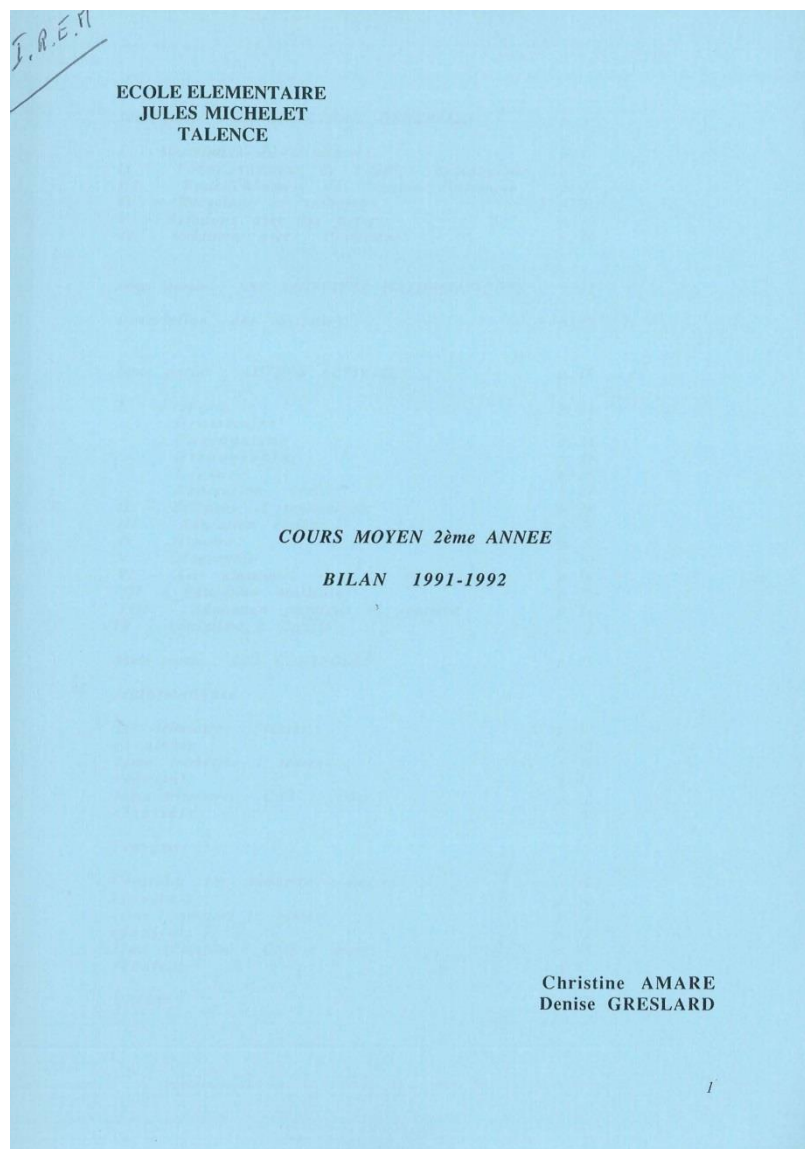 I.R.E.M
ECOLE ELEMENTAIRE
JULES MICHELET
TALENCE
COURS MOYEN 2ème ANNEE
BILAN 1991-1992
Christine AMARE
Denise GRESLARD
1